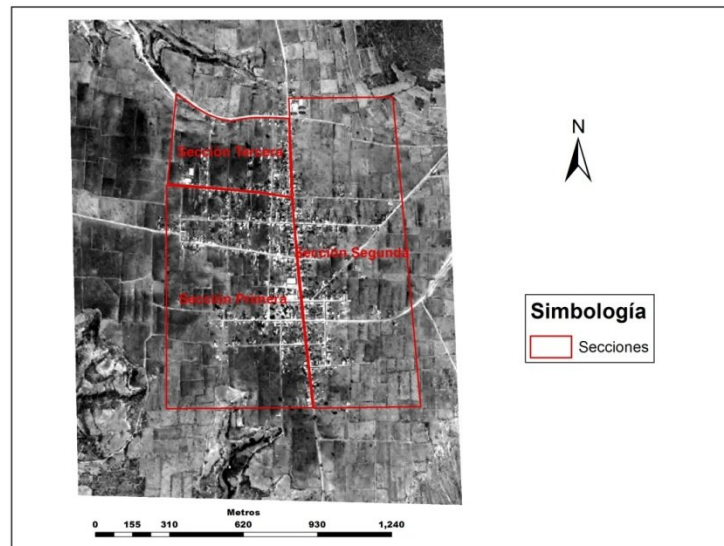 N
Sección Tercera
Sección Segunda
Sección Primera
Simbología
Secciones
Metros
0 155 310 620 930 1,240